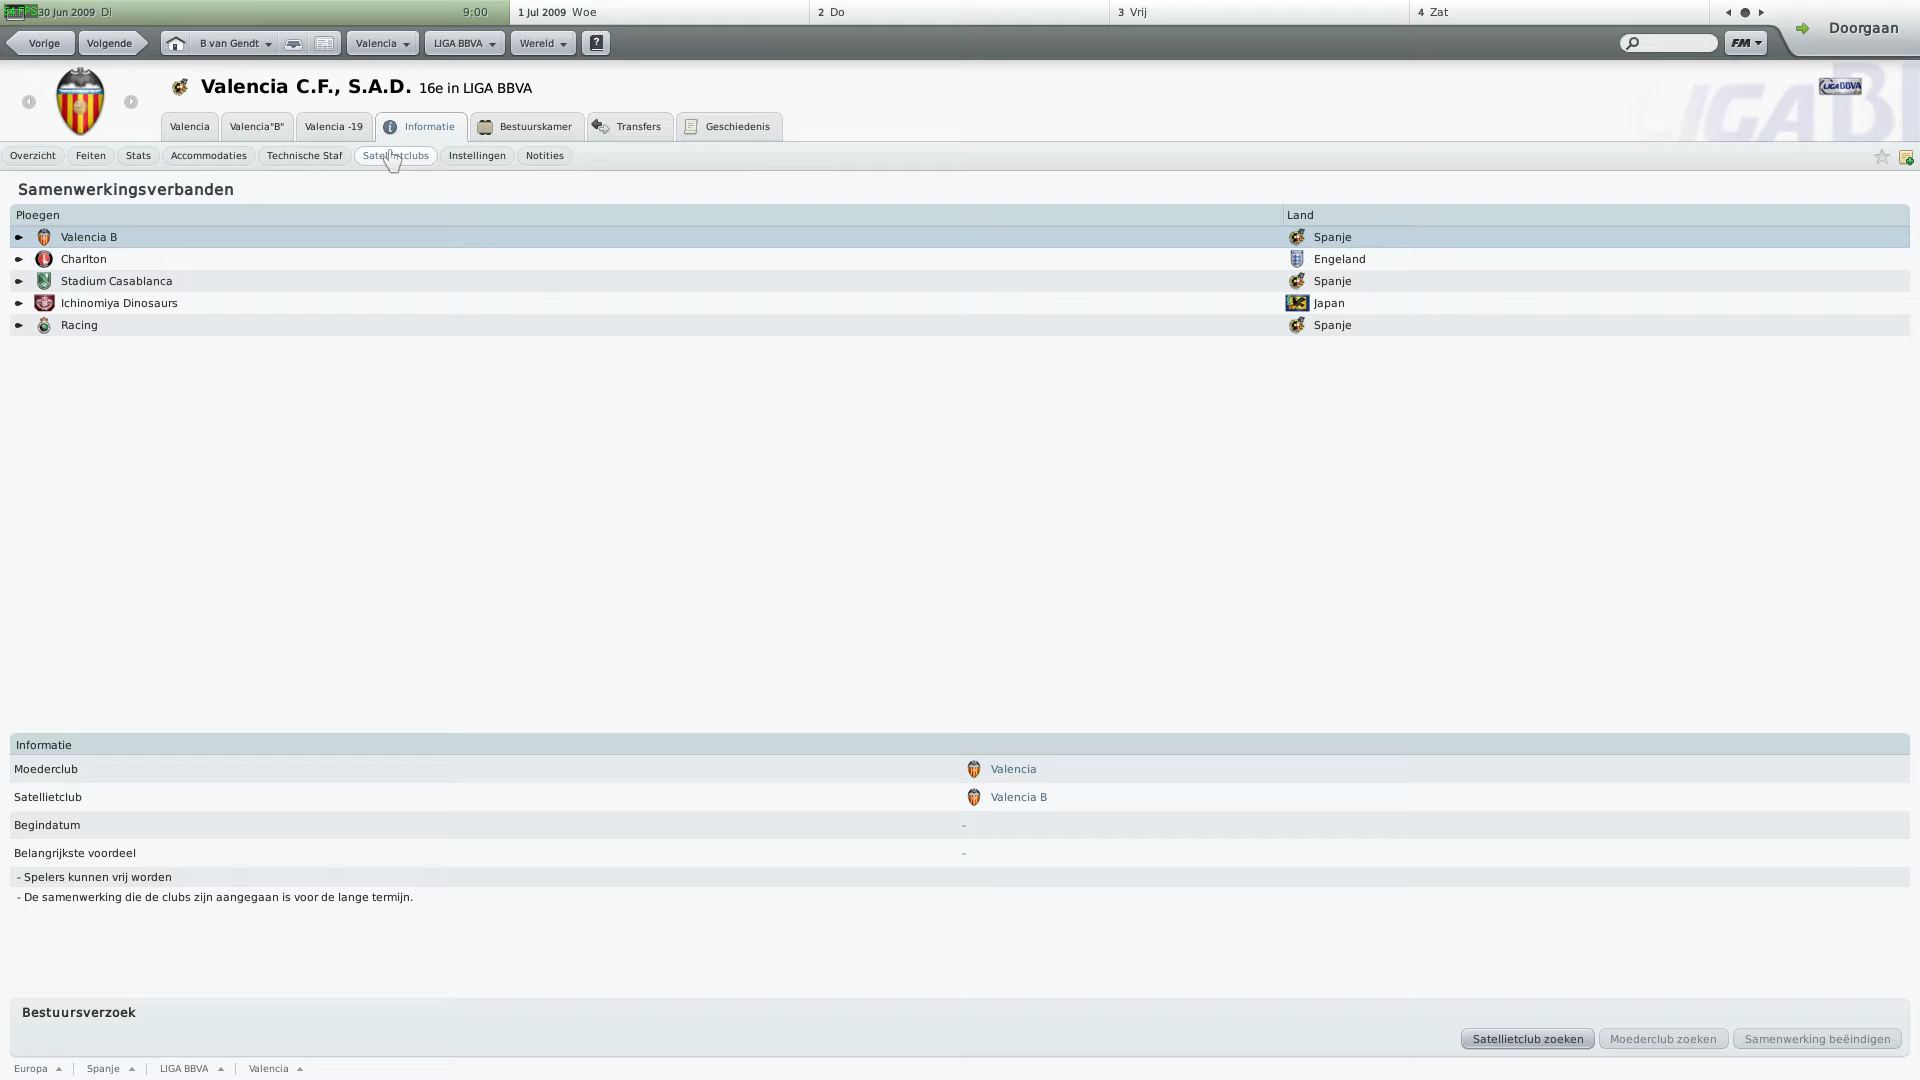 30 Jun 2009 Di 9:00 1 Jul 2009 Woe 2 Do 3 Vrij 4 Zat
Doorgaan
Vorige Volgende B van Gendt Valencia LIGA BBVA Wereld ? FM
Valencia C.F., S.A.D. 16e in LIGA BBVA
Valencia Valencia"B" Valencia -19 Informatie Bestuurskamer Transfers Geschiedenis
Overzicht Feiten Stats Accommodaties Technische Staf Satellietclubs Instellingen Notities
Samenwerkingsverbanden
Ploegen Land
Valencia B Spanje
Charlton Engeland
Stadium Casablanca Spanje
Ichinomiya Dinosaurs Japan
Racing Spanje
Informatie
Moederclub Valencia
Satellietclub Valencia B
Begindatum -
Belangrijkste voordeel -
- Spelers kunnen vrij worden
- De samenwerking die de clubs zijn aangegaan is voor de lange termijn.
Bestuursverzoek
Satellietclub zoeken Moederclub zoeken Samenwerking beëindigen
Europa Spanje LIGA BBVA Valencia